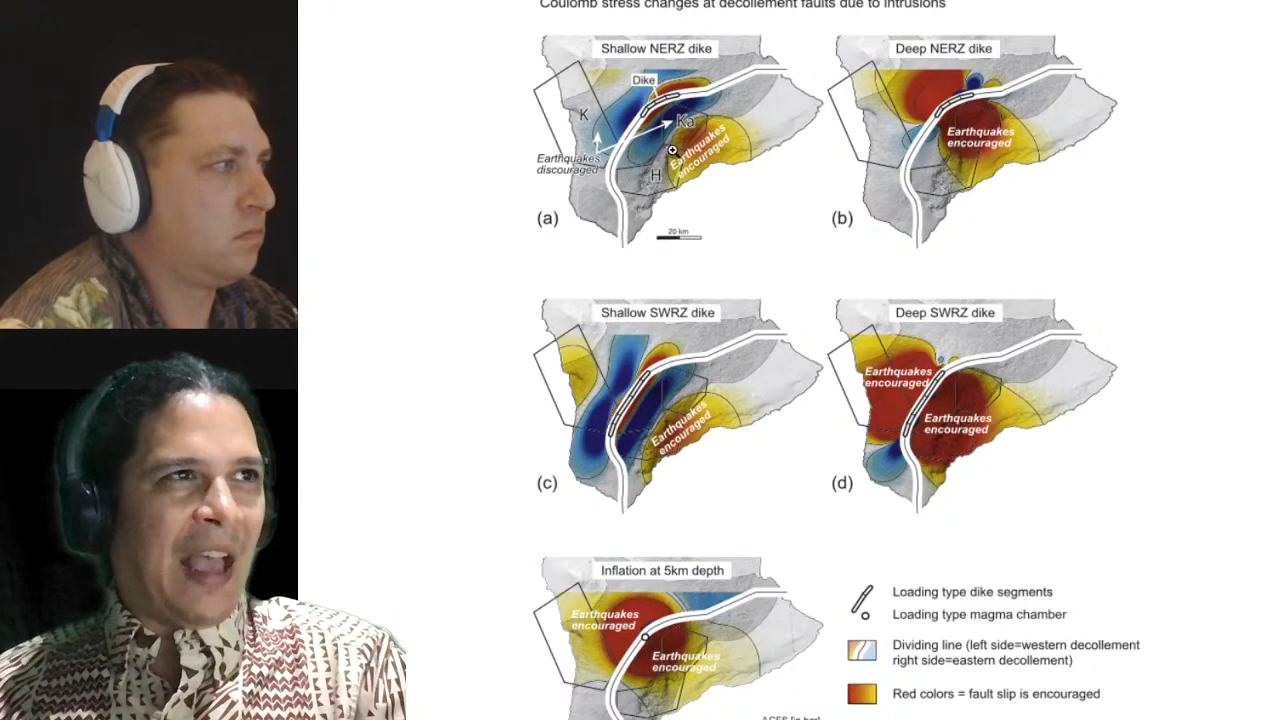 Coulomb stress changes at decollement faults due to intrusions
Shallow NERZ dike
Dike
K
Ka
Earthquakes
discouraged
Earthquakes
encouraged
H
(a)
20 km
Deep NERZ dike
Earthquakes
encouraged
(b)
Shallow SWRZ dike
Earthquakes
encouraged
(c)
Deep SWRZ dike
Earthquakes
encouraged
Earthquakes
encouraged
(d)
Inflation at 5km depth
Earthquakes
encouraged
Earthquakes
encouraged
Loading type dike segments
Loading type magma chamber
Dividing line (left side=western decollement
right side=eastern decollement)
Red colors = fault slip is encouraged